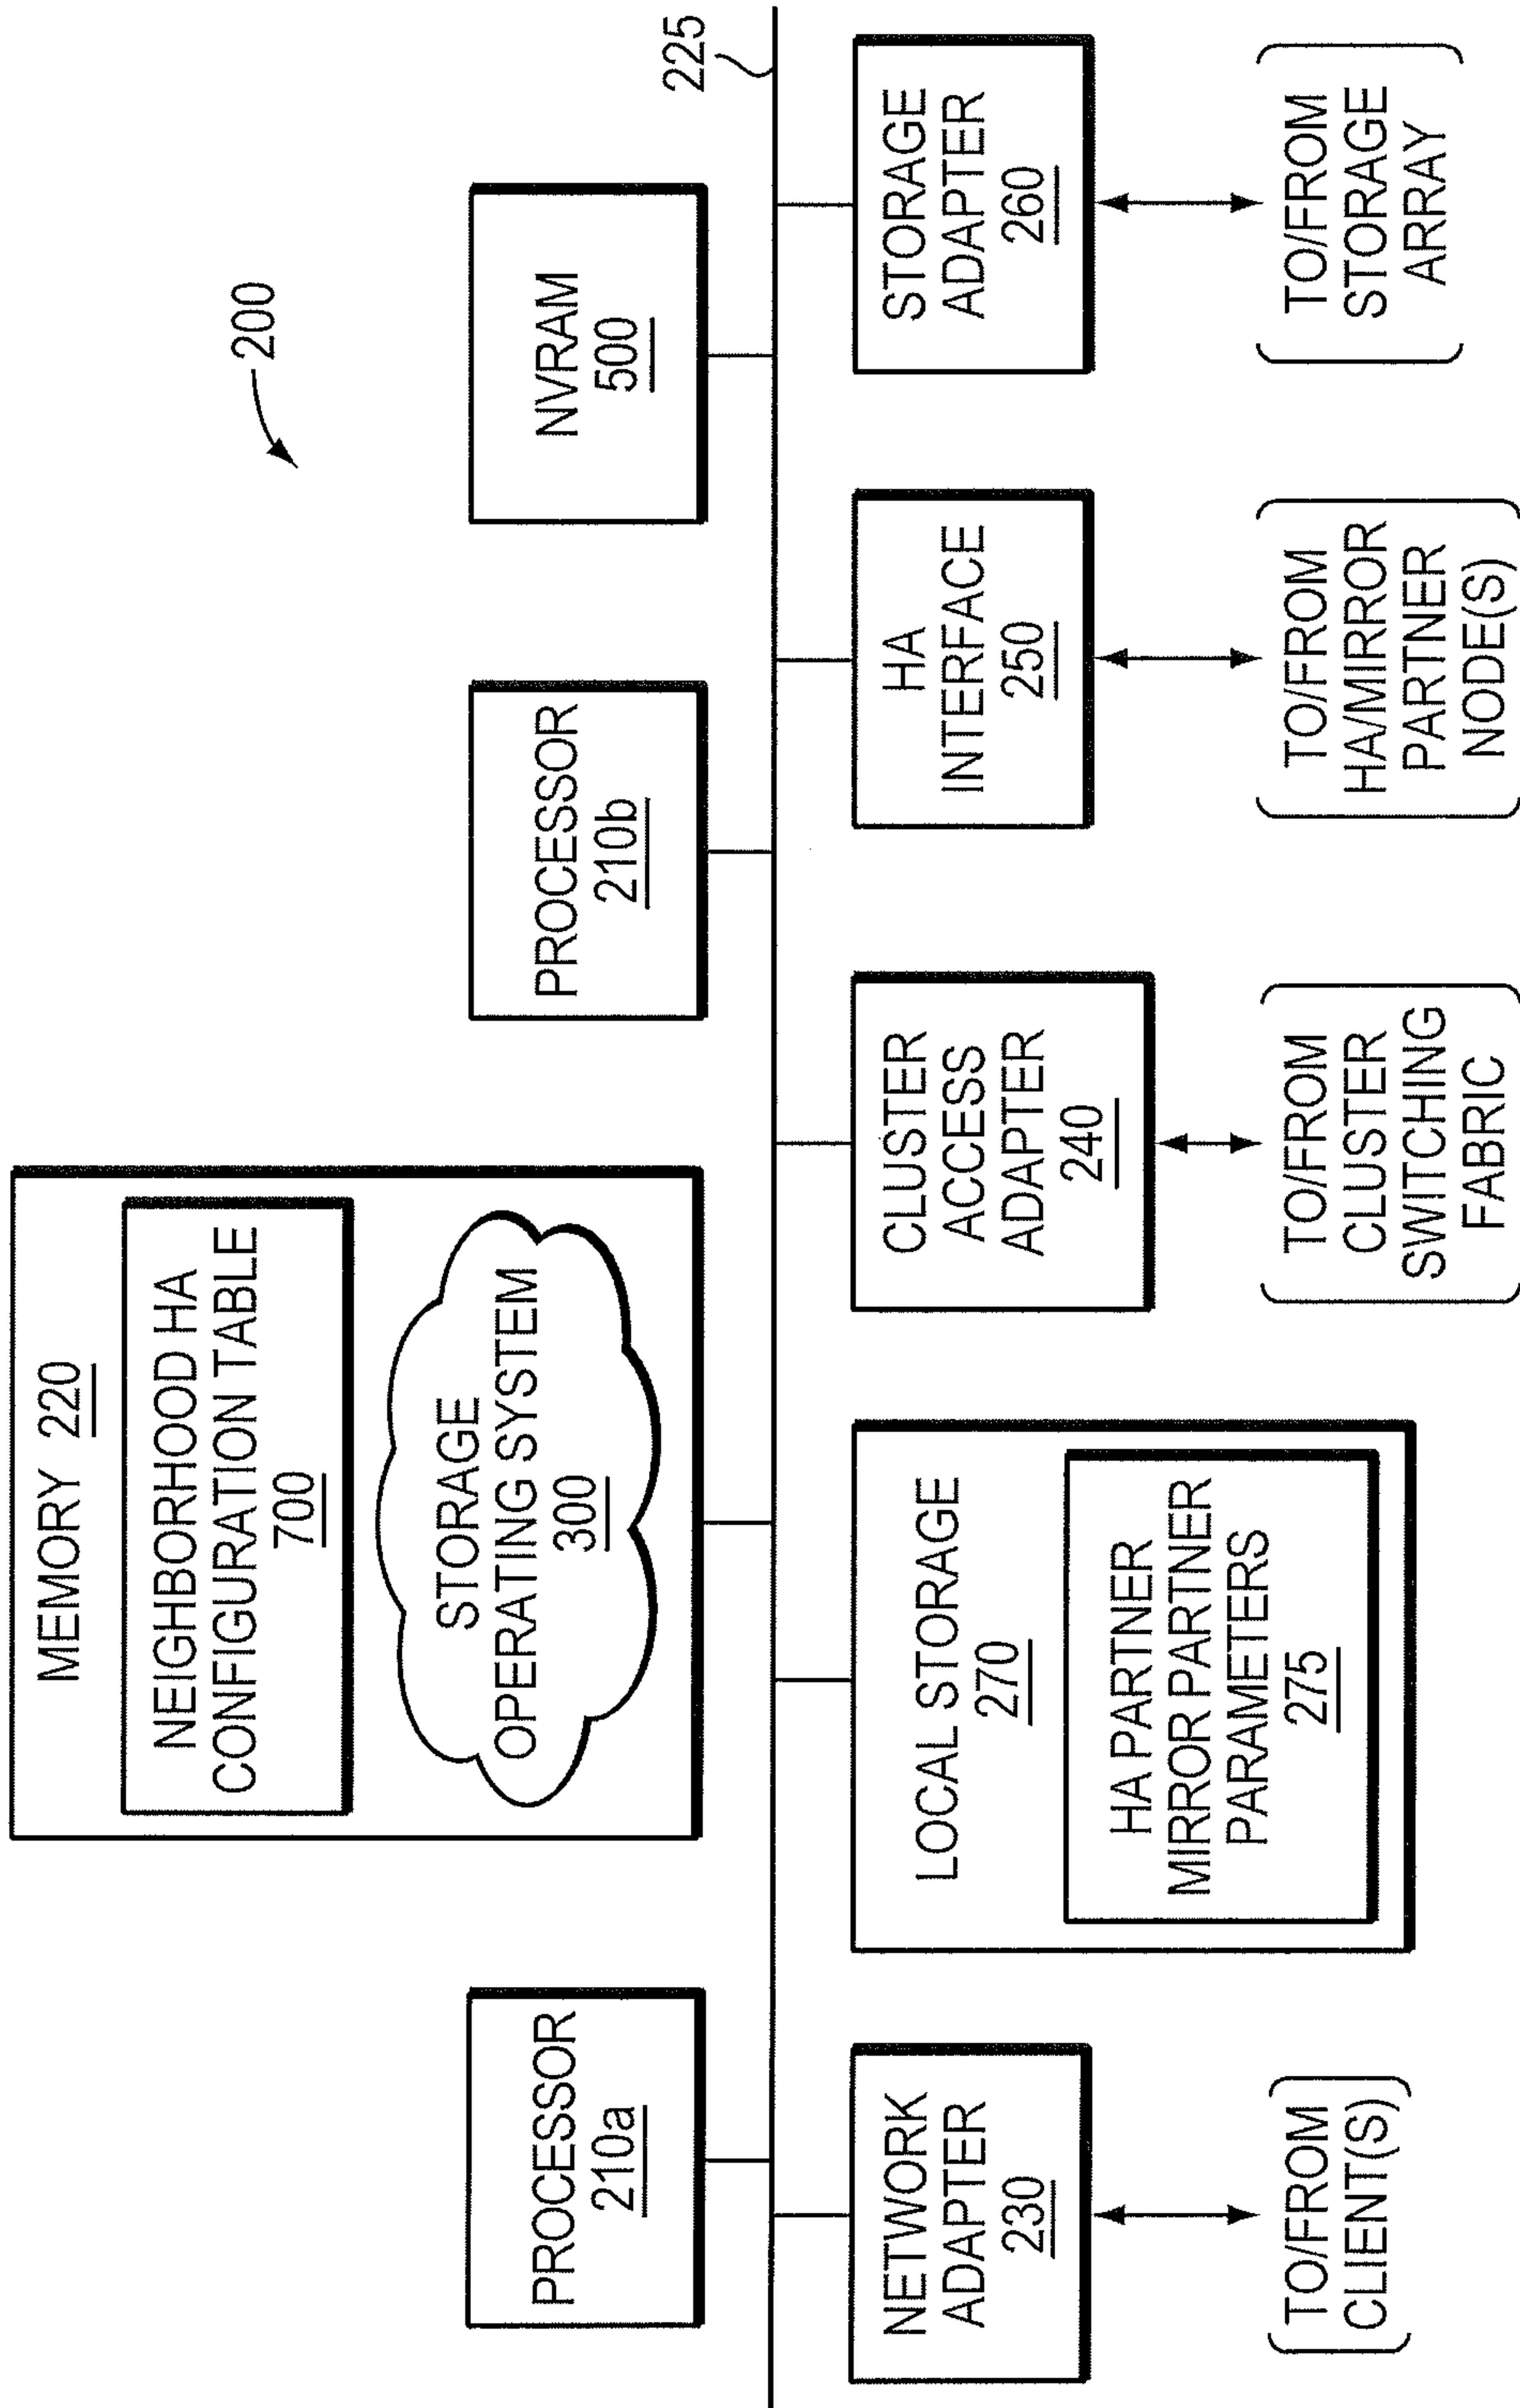 200
MEMORY 220
NEIGHBORHOOD HA
CONFIGURATION TABLE
700
STORAGE
OPERATING SYSTEM
300
PROCESSOR
210a
PROCESSOR
210b
NVRAM
500
225
NETWORK
ADAPTER
230
LOCAL STORAGE
270
HA PARTNER
MIRROR PARTNER
PARAMETERS
275
CLUSTER
ACCESS
ADAPTER
240
HA
INTERFACE
250
STORAGE
ADAPTER
260
TO/FROM
CLIENT(S)
TO/FROM
CLUSTER
SWITCHING
FABRIC
TO/FROM
HA/MIRROR
PARTNER
NODE(S)
TO/FROM
STORAGE
ARRAY